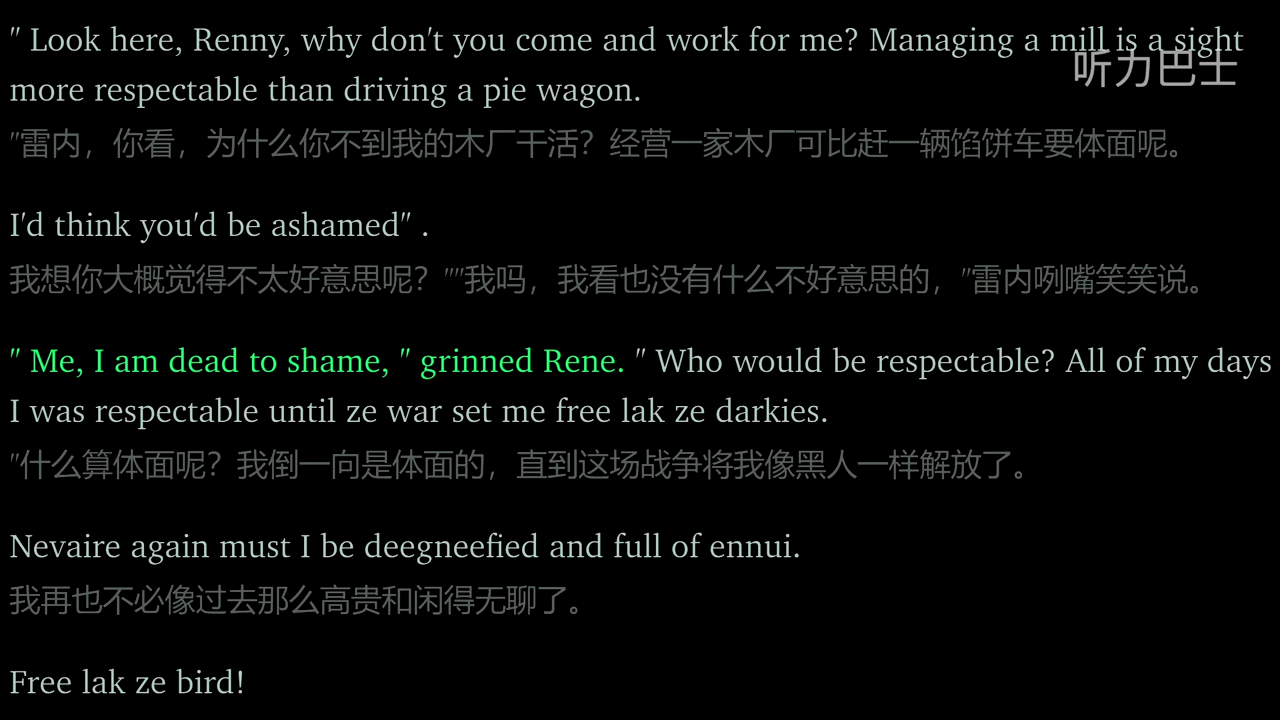 " Look here, Renny, why don't you come and work for me? Managing a mill is a sight
听力巴士
more respectable than driving a pie wagon.
"雷内，你看，为什么你不到我的木厂干活？经营一家木厂可比赶一辆馅饼车要体面呢。
I'd think you'd be ashamed" .
我想你大概觉得不太好意思呢？""我吗，我看也没有什么不好意思的，"雷内咧嘴笑笑说。
" Me, I am dead to shame, " grinned Rene. " Who would be respectable? All of my days
I was respectable until ze war set me free lak ze darkies.
"什么算体面呢？我倒一向是体面的，直到这场战争将我像黑人一样解放了。
Nevaire again must I be deegneefied and full of ennui.
我再也不必像过去那么高贵和闲得无聊了。
Free lak ze bird!